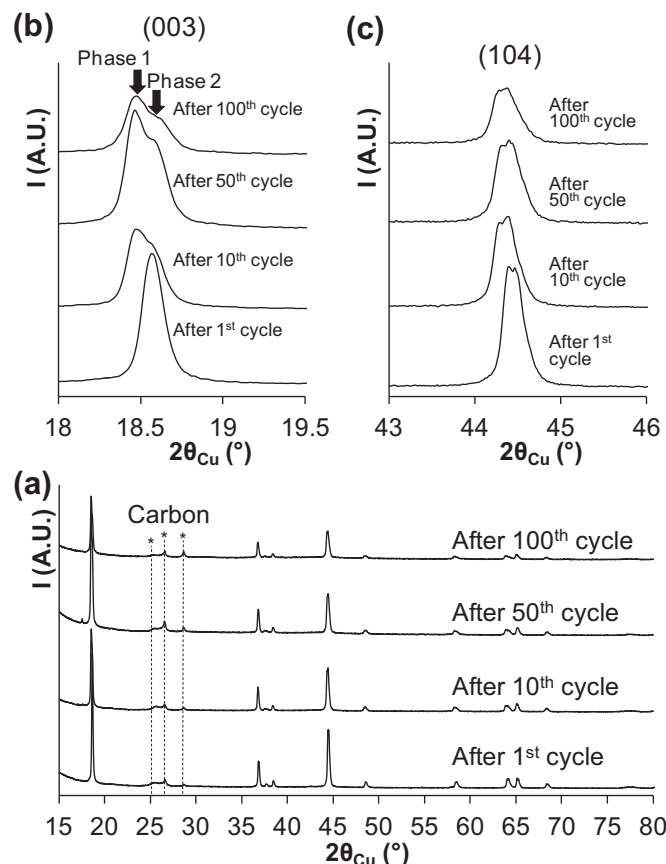 (b) (003)
Phase 1
Phase 2
After 100th cycle
After 50th cycle
After 10th cycle
After 1st cycle
I (A.U.)
18 18.5 19 19.5
2θCu (°)
(c) (104)
After
100th cycle
After
50th cycle
After
10th cycle
After 1st
cycle
I (A.U.)
43 44 45 46
2θCu (°)
(a)
Carbon
* * *
After 100th cycle
After 50th cycle
After 10th cycle
After 1st cycle
I (A.U.)
15 20 25 30 35 40 45 50 55 60 65 70 75 80
2θCu (°)